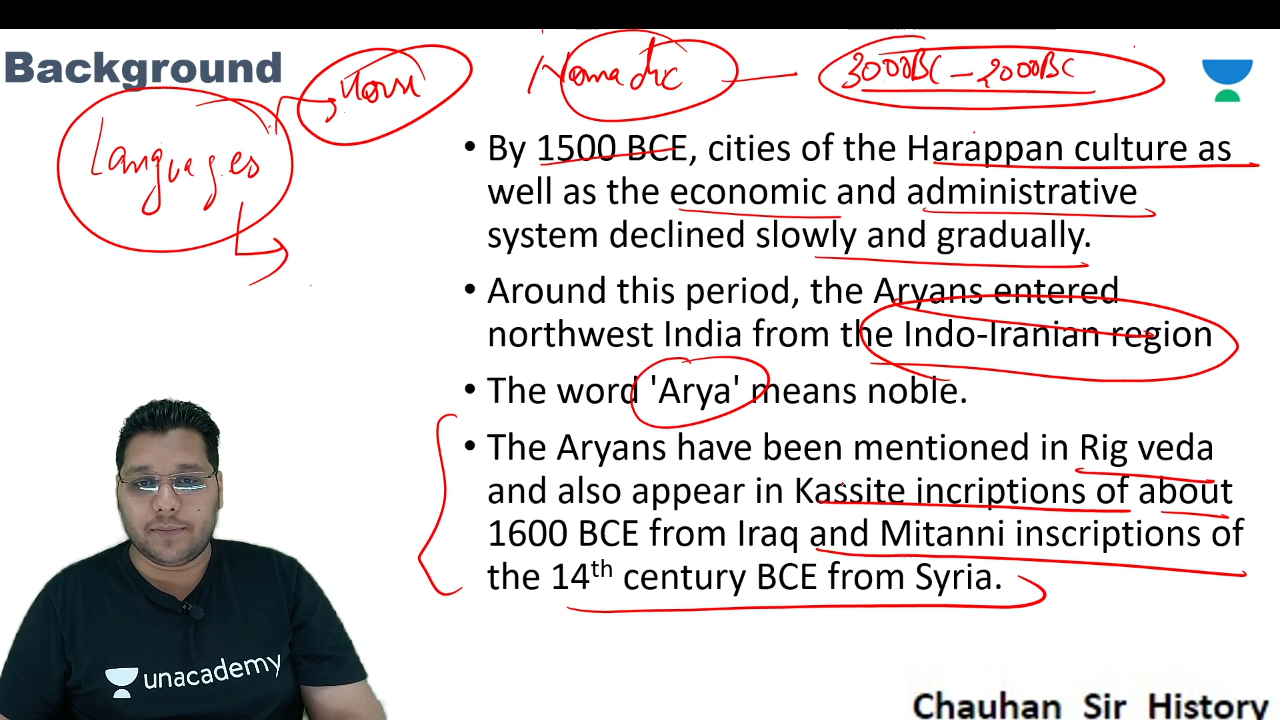 Background
Nomadic
3000BC - 2000BC
Languages
• By 1500 BCE, cities of the Harappan culture as
well as the economic and administrative
system declined slowly and gradually.
• Around this period, the Aryans entered
northwest India from the Indo-Iranian region
• The word 'Arya' means noble.
• The Aryans have been mentioned in Rig veda
and also appear in Kassite incriptions of about
1600 BCE from Iraq and Mitanni inscriptions of
the 14th century BCE from Syria.
unacademy
Chauhan Sir History